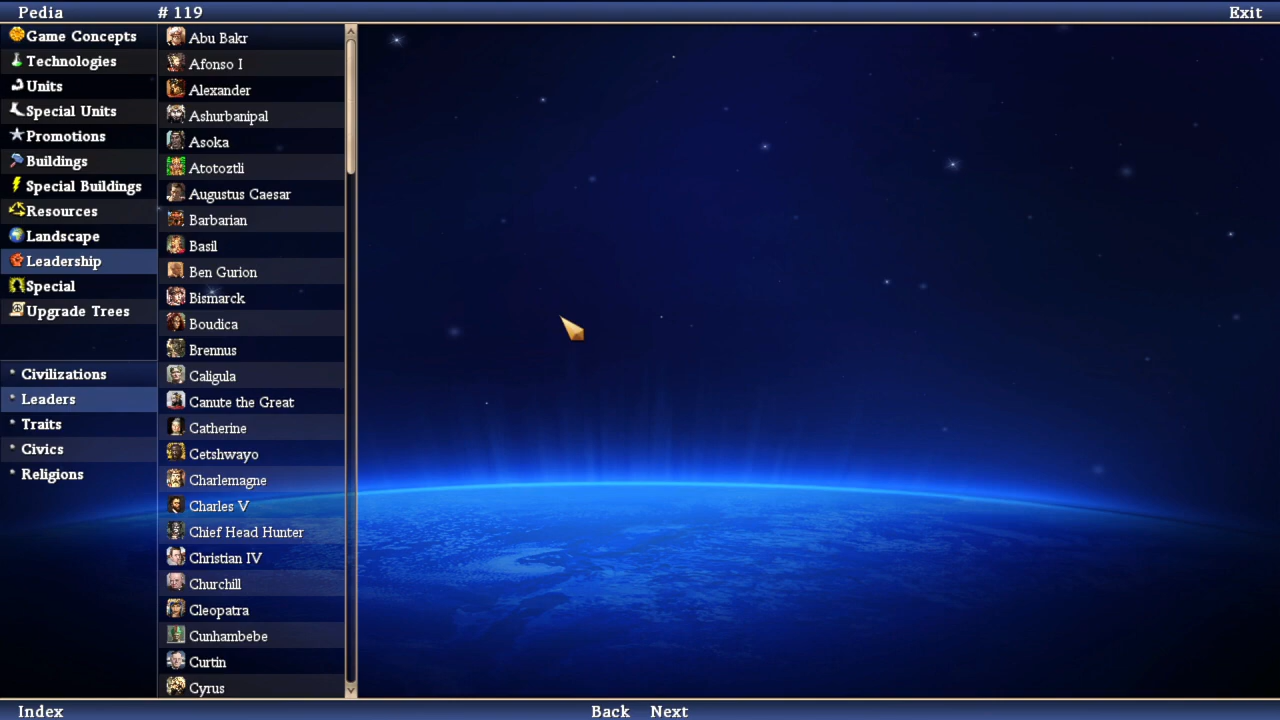 Pedia # 119 Exit
Game Concepts
Technologies
Units
Special Units
Promotions
Buildings
Special Buildings
Resources
Landscape
Leadership
Special
Upgrade Trees
Civilizations
Leaders
Traits
Civics
Religions
Abu Bakr
Afonso I
Alexander
Ashurbanipal
Asoka
Atotoztli
Augustus Caesar
Barbarian
Basil
Ben Gurion
Bismarck
Boudica
Brennus
Caligula
Canute the Great
Catherine
Cetshwayo
Charlemagne
Charles V
Chief Head Hunter
Christian IV
Churchill
Cleopatra
Cunhambebe
Curtin
Cyrus
Index Back Next